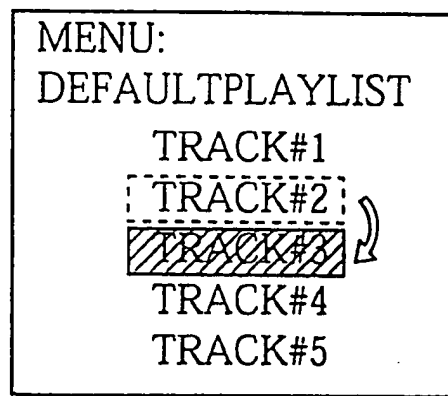 MENU:
DEFAULTPLAYLIST
TRACK#1
TRACK#2
TRACK#3
TRACK#4
TRACK#5